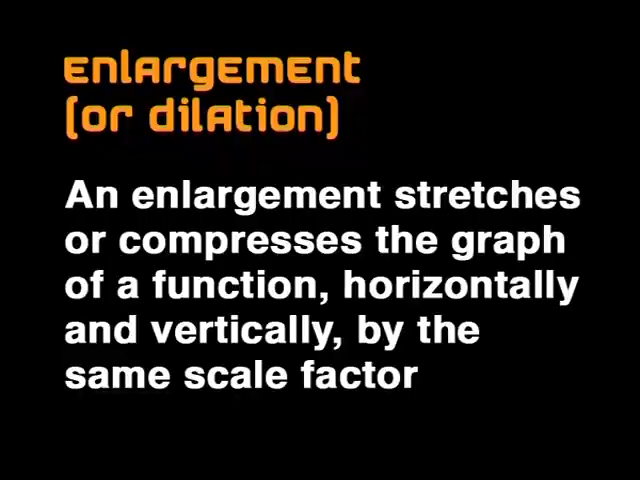 Enlargement
(or dilation)
An enlargement stretches
or compresses the graph
of a function, horizontally
and vertically, by the
same scale factor